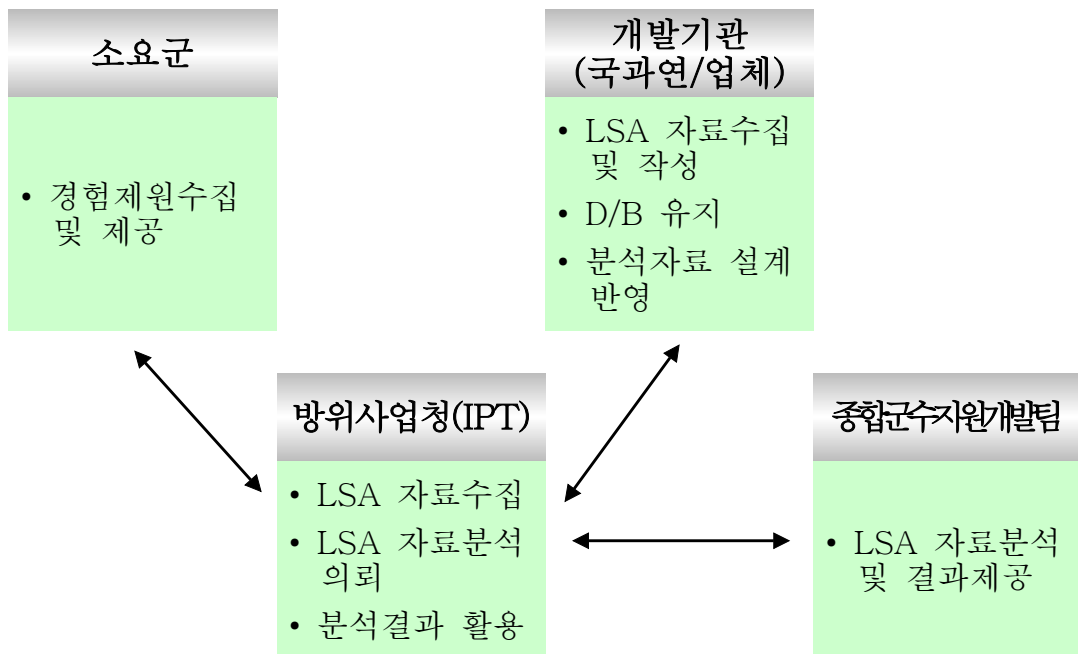 소요군
• 경험제원수집
및 제공
개발기관
(국과연/업체)
• LSA 자료수집
및 작성
• D/B 유지
• 분석자료 설계
반영
방위사업청(IPT)
• LSA 자료수집
• LSA 자료분석
의뢰
• 분석결과 활용
종합군수지원개발팀
• LSA 자료분석
및 결과제공